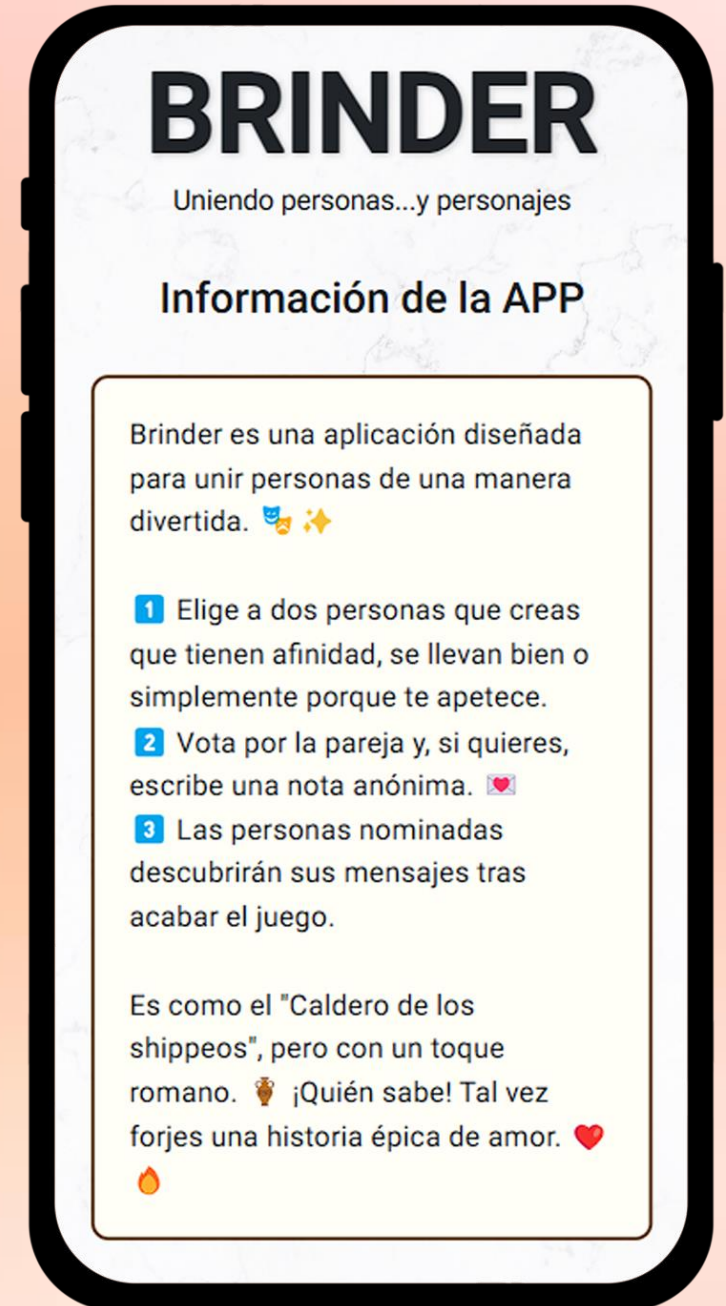 BRINDER
Uniendo personas...y personajes
Información de la APP
Brinder es una aplicación diseñada
para unir personas de una manera
divertida. 🎭 ✨
1️⃣ Elige a dos personas que creas
que tienen afinidad, se llevan bien o
simplemente porque te apetece.
2️⃣ Vota por la pareja y, si quieres,
escribe una nota anónima. 💌
3️⃣ Las personas nominadas
descubrirán sus mensajes tras
acabar el juego.
Es como el "Caldero de los
shippeos", pero con un toque
romano. 🏺 ¡Quién sabe! Tal vez
forjes una historia épica de amor. ❤️
🔥